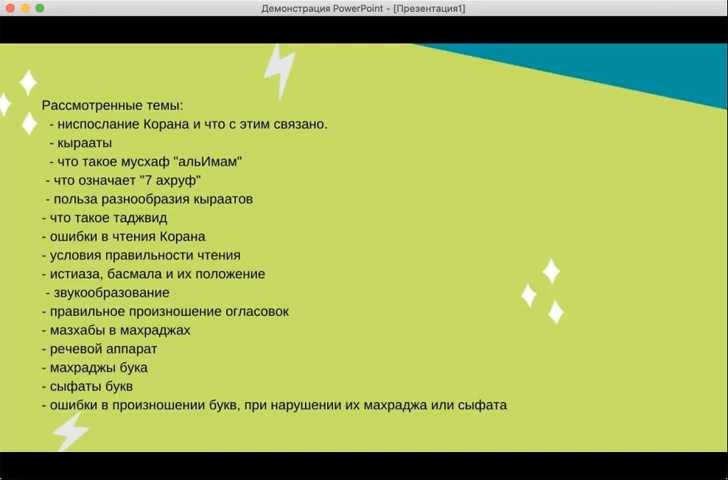 Демонстрация PowerPoint - [Презентация1]
Рассмотренные темы:
- ниспослание Корана и что с этим связано.
- кырааты
- что такое мусхаф "альИмам"
- что означает "7 ахруф"
- польза разнообразия кыраатов
- что такое таджвид
- ошибки в чтения Корана
- условия правильности чтения
- истиаза, басмала и их положение
- звукообразование
- правильное произношение огласовок
- мазхабы в махраджах
- речевой аппарат
- махраджы бука
- сыфаты букв
- ошибки в произношении букв, при нарушении их махраджа или сыфата